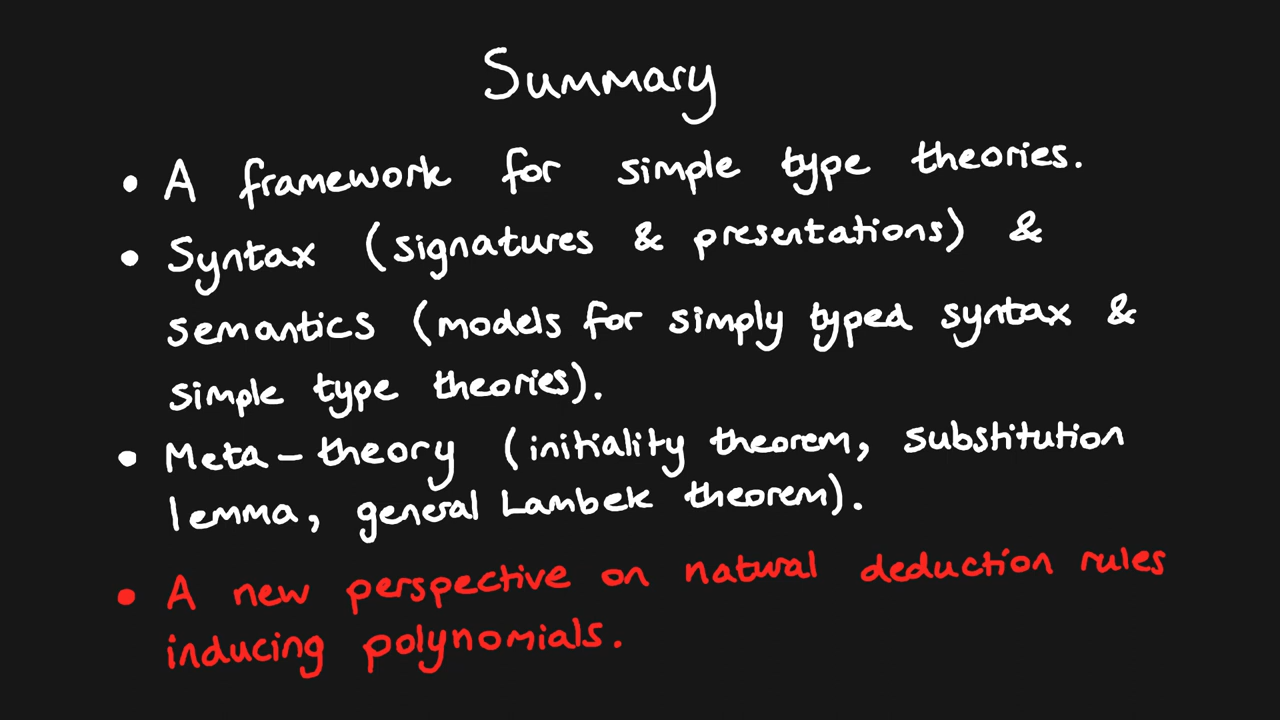 Summary
• A framework for simple type theories.
• Syntax (signatures & presentations) &
semantics (models for simply typed syntax &
simple type theories).
• Meta-theory (initiality theorem, substitution
lemma, general Lambek theorem).
• A new perspective on natural deduction rules
inducing polynomials.